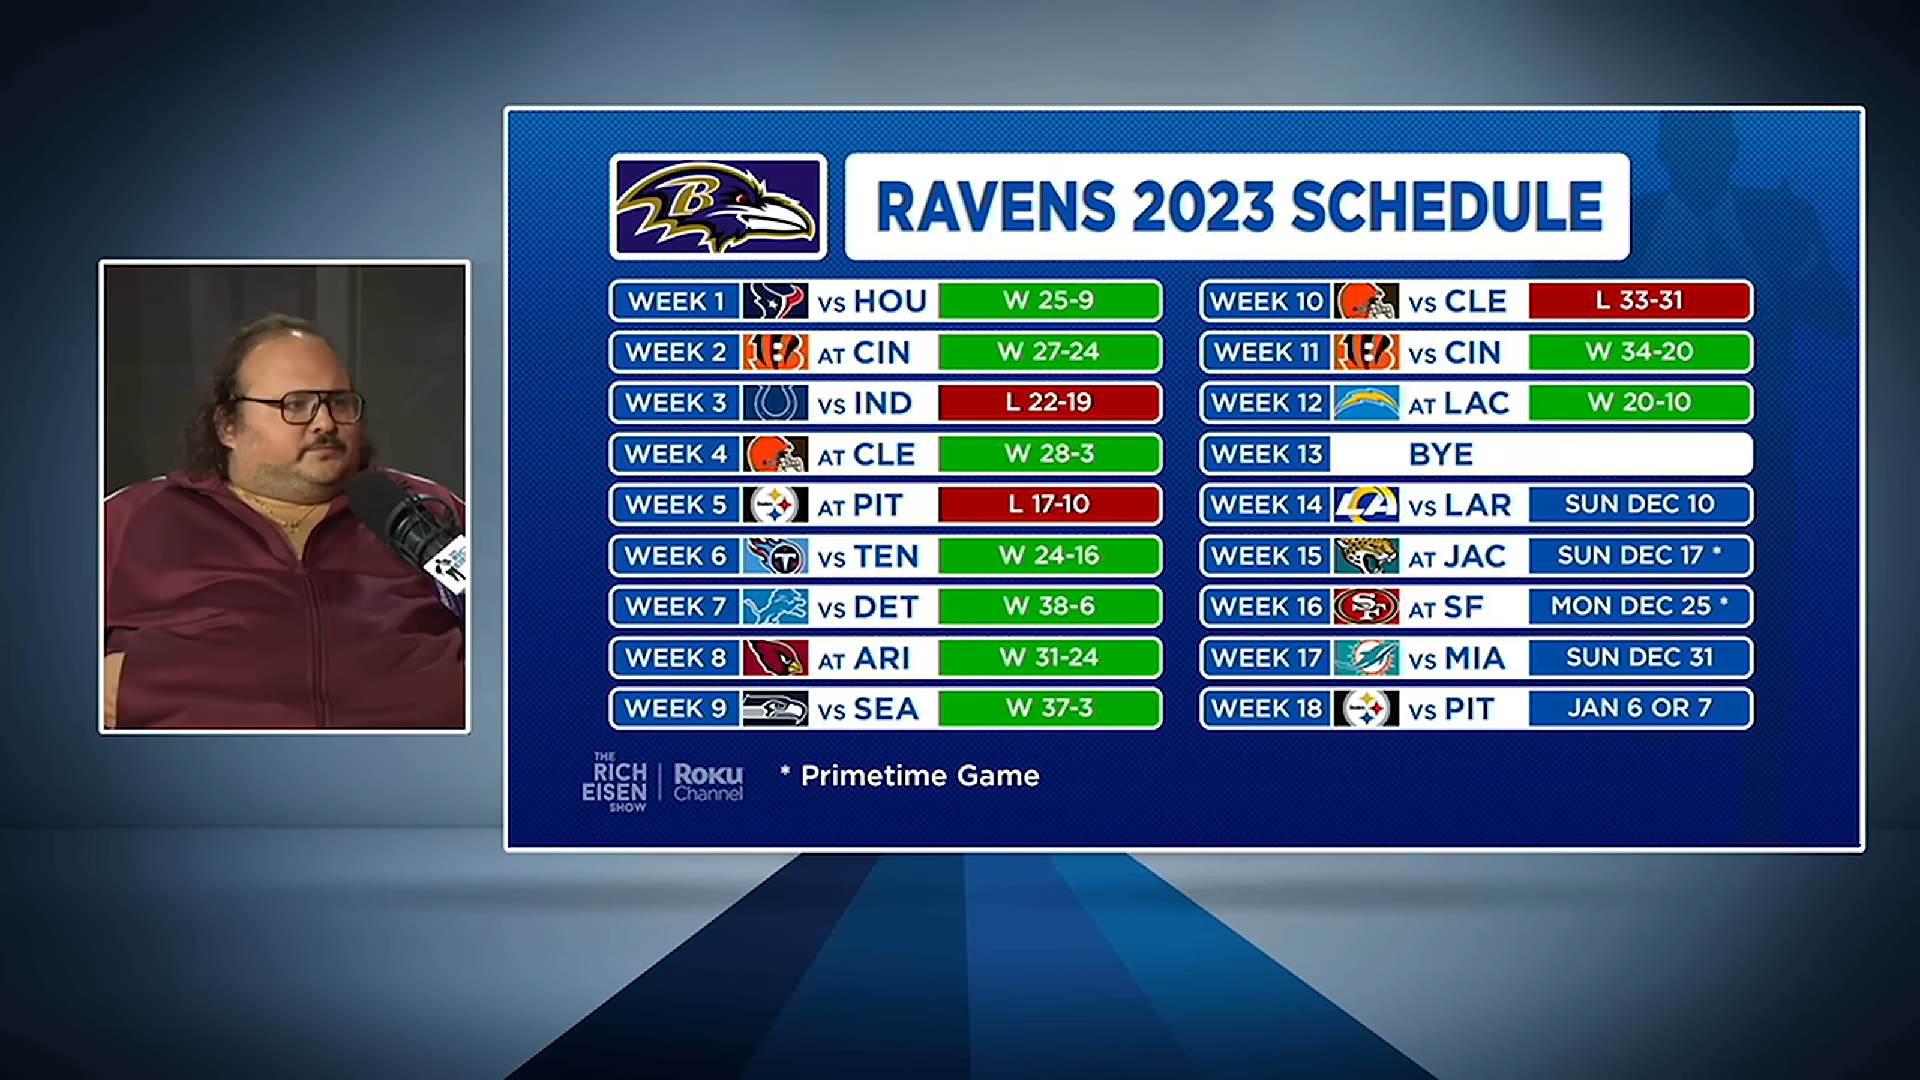 RAVENS 2023 SCHEDULE
WEEK 1 VS HOU W 25-9
WEEK 2 AT CIN W 27-24
WEEK 3 VS IND L 22-19
WEEK 4 AT CLE W 28-3
WEEK 5 AT PIT L 17-10
WEEK 6 VS TEN W 24-16
WEEK 7 VS DET W 38-6
WEEK 8 AT ARI W 31-24
WEEK 9 VS SEA W 37-3
WEEK 10 VS CLE L 33-31
WEEK 11 VS CIN W 34-20
WEEK 12 AT LAC W 20-10
WEEK 13 BYE
WEEK 14 VS LAR SUN DEC 10
WEEK 15 AT JAC SUN DEC 17 *
WEEK 16 AT SF MON DEC 25 *
WEEK 17 VS MIA SUN DEC 31
WEEK 18 VS PIT JAN 6 OR 7
THE
RICH
EISEN
SHOW
ROKU
Channel
* Primetime Game